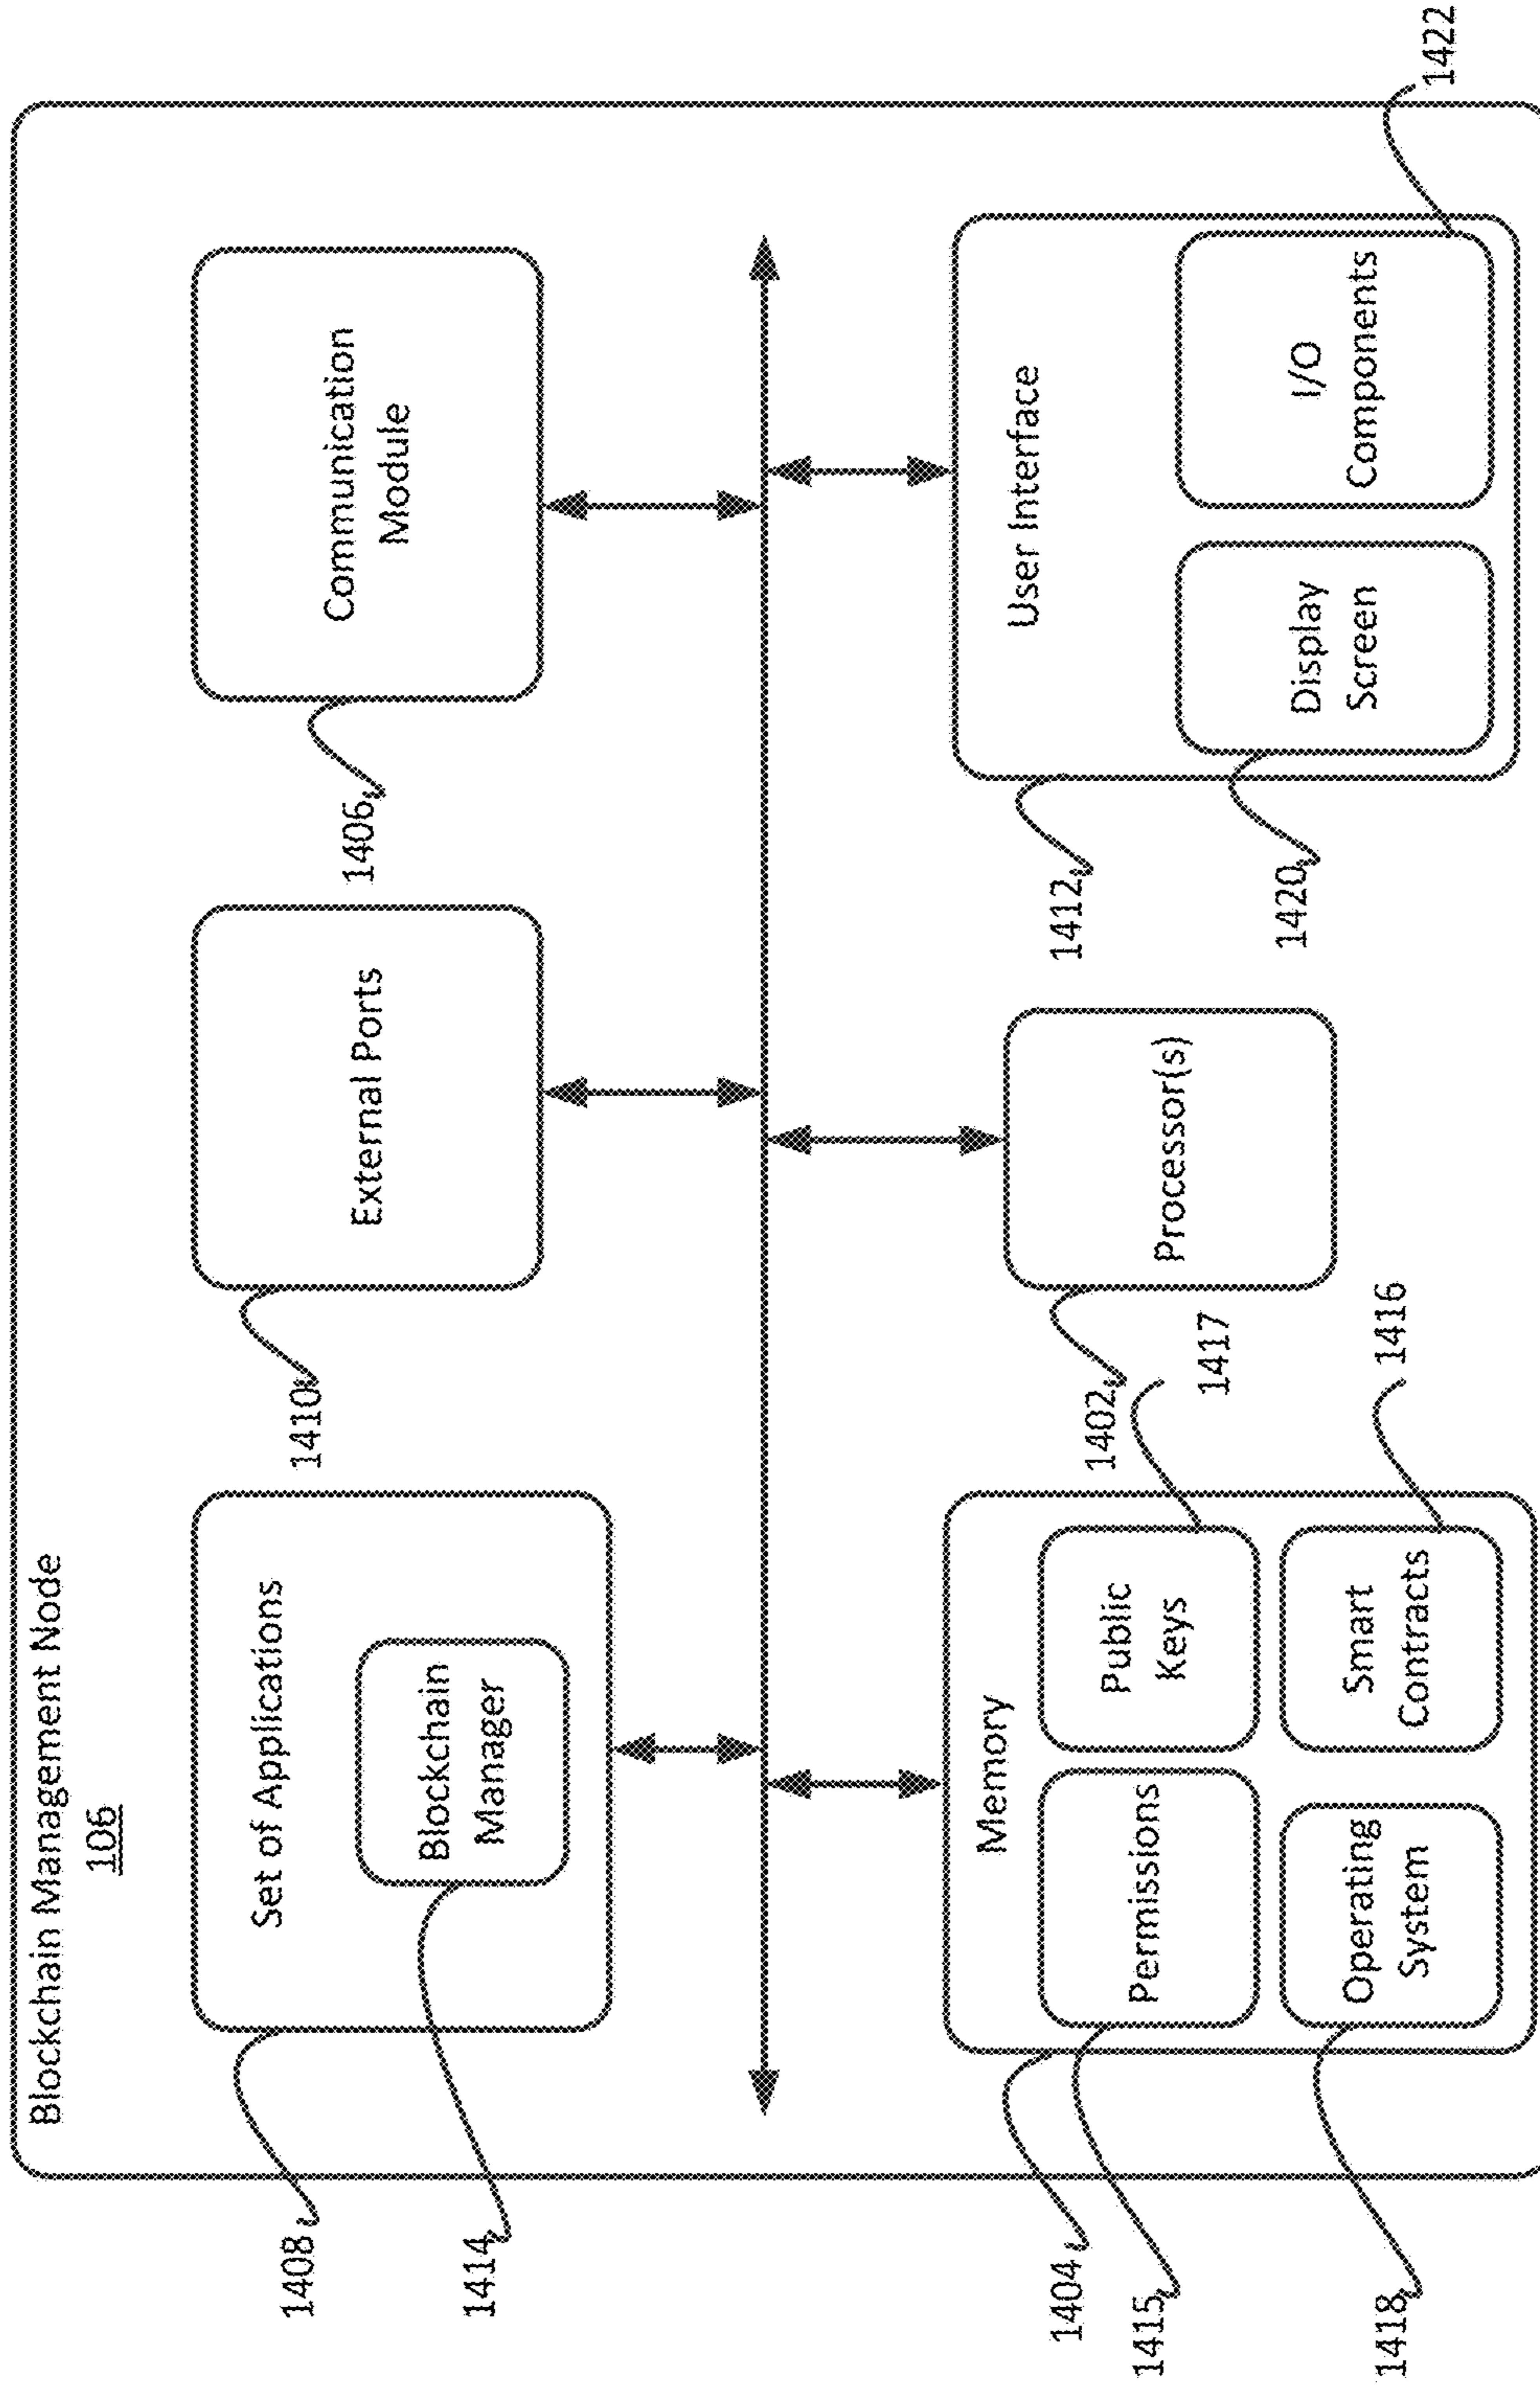 Blockchain Management Node
106
1408
Set of Applications
1414
Blockchain
Manager
1410
External Ports
1406
Communication
Module
1404
Memory
1415
Permissions
1417
Public
Keys
1418
Operating
System
1416
Smart
Contracts
1402
Processor(s)
1412
User Interface
1420
Display
Screen
1422
I/O
Components